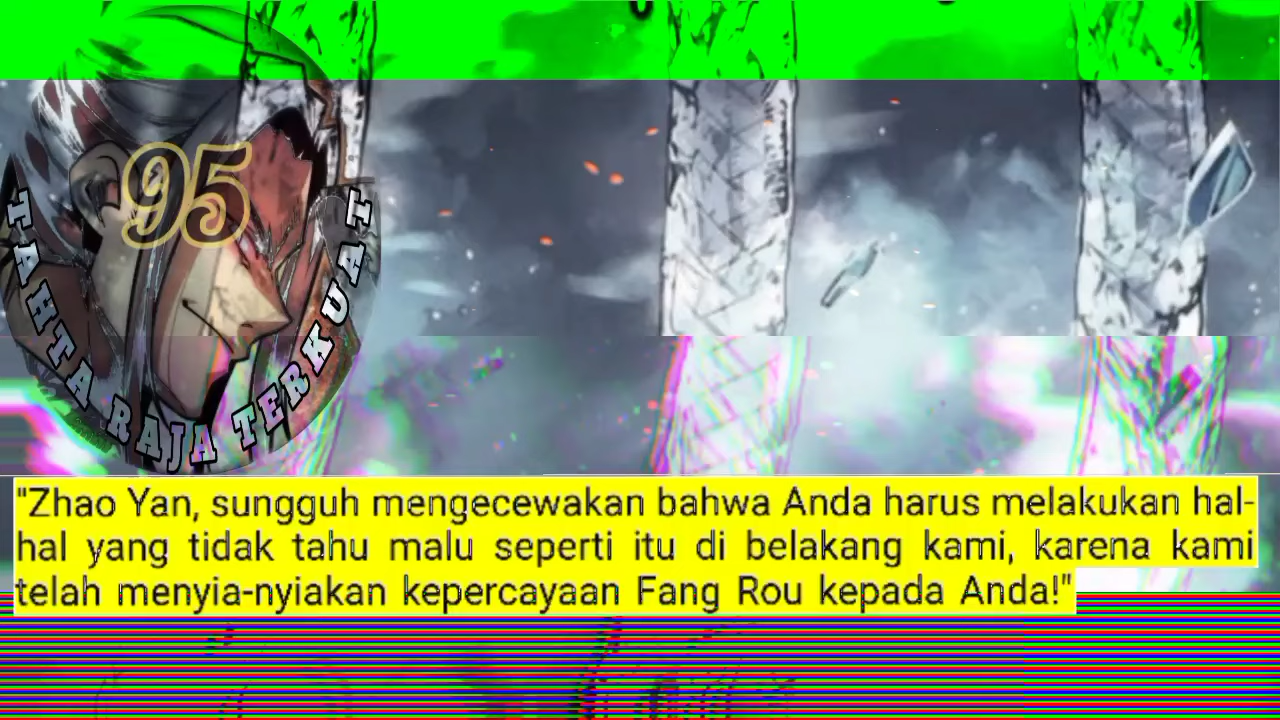 95
TAHTA RAJA TERKUAT
"Zhao Yan, sungguh mengecewakan bahwa Anda harus melakukan hal-
hal yang tidak tahu malu seperti itu di belakang kami, karena kami
telah menyia-nyiakan kepercayaan Fang Rou kepada Anda!"